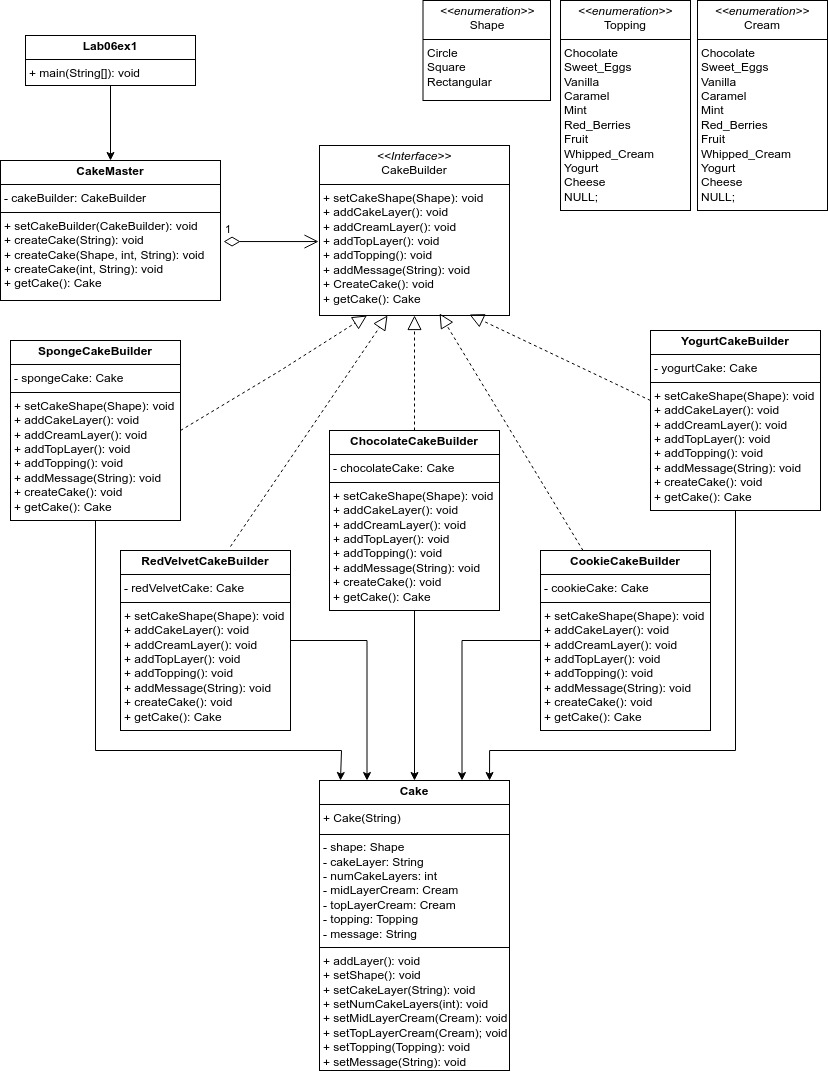 Lab06ex1
+ main(String[]): void
<<enumeration>>
Shape
Circle
Square
Rectangular
<<enumeration>>
Topping
Chocolate
Sweet_Eggs
Vanilla
Caramel
Mint
Red_Berries
Fruit
Whipped_Cream
Yogurt
Cheese
NULL;
<<enumeration>>
Cream
Chocolate
Sweet_Eggs
Vanilla
Caramel
Mint
Red_Berries
Fruit
Whipped_Cream
Yogurt
Cheese
NULL;
CakeMaster
- cakeBuilder: CakeBuilder
+ setCakeBuilder(CakeBuilder): void
+ createCake(String): void
+ createCake(Shape, int, String): void
+ createCake(int, String): void
+ getCake(): Cake
1
<<Interface>>
CakeBuilder
+ setCakeShape(Shape): void
+ addCakeLayer(): void
+ addCreamLayer(): void
+ addTopLayer(): void
+ addTopping(): void
+ addMessage(String): void
+ CreateCake(): void
+ getCake(): Cake
SpongeCakeBuilder
- spongeCake: Cake
+ setCakeShape(Shape): void
+ addCakeLayer(): void
+ addCreamLayer(): void
+ addTopLayer(): void
+ addTopping(): void
+ addMessage(String): void
+ createCake(): void
+ getCake(): Cake
YogurtCakeBuilder
- yogurtCake: Cake
+ setCakeShape(Shape): void
+ addCakeLayer(): void
+ addCreamLayer(): void
+ addTopLayer(): void
+ addTopping(): void
+ addMessage(String): void
+ createCake(): void
+ getCake(): Cake
ChocolateCakeBuilder
- chocolateCake: Cake
+ setCakeShape(Shape): void
+ addCakeLayer(): void
+ addCreamLayer(): void
+ addTopLayer(): void
+ addTopping(): void
+ addMessage(String): void
+ createCake(): void
+ getCake(): Cake
RedVelvetCakeBuilder
- redVelvetCake: Cake
+ setCakeShape(Shape): void
+ addCakeLayer(): void
+ addCreamLayer(): void
+ addTopLayer(): void
+ addTopping(): void
+ addMessage(String): void
+ createCake(): void
+ getCake(): Cake
CookieCakeBuilder
- cookieCake: Cake
+ setCakeShape(Shape): void
+ addCakeLayer(): void
+ addCreamLayer(): void
+ addTopLayer(): void
+ addTopping(): void
+ addMessage(String): void
+ createCake(): void
+ getCake(): Cake
Cake
+ Cake(String)
- shape: Shape
- cakeLayer: String
- numCakeLayers: int
- midLayerCream: Cream
- topLayerCream: Cream
- topping: Topping
- message: String
+ addLayer(): void
+ setShape(): void
+ setCakeLayer(String): void
+ setNumCakeLayers(int): void
+ setMidLayerCream(Cream): void
+ setTopLayerCream(Cream); void
+ setTopping(Topping): void
+ setMessage(String): void